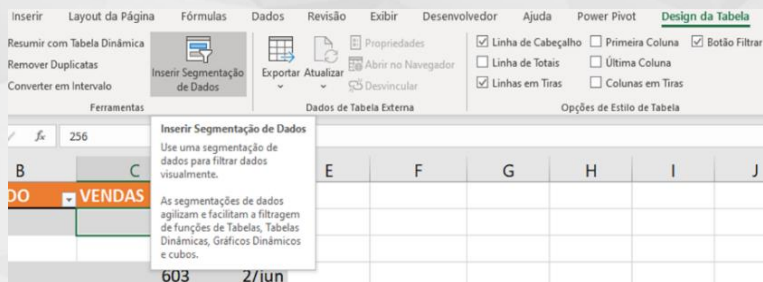 Inserir Layout da Página Fórmulas Dados Revisão Exibir Desenvolvedor Ajuda Power Pivot Design da Tabela
Resumir com Tabela Dinâmica
Remover Duplicatas
Converter em Intervalo
Inserir Segmentação
de Dados
Ferramentas
Exportar Atualizar
Propriedades
Abrir no Navegador
Desvincular
Dados de Tabela Externa
Linha de Cabeçalho Primeira Coluna Botão Filtrar
Linha de Totais Última Coluna
Linhas em Tiras Colunas em Tiras
Opções de Estilo de Tabela
fx 256
Inserir Segmentação de Dados
Use uma segmentação de
dados para filtrar dados
visualmente.
As segmentações de dados
agilizam e facilitam a filtragem
de funções de Tabelas, Tabelas
Dinâmicas, Gráficos Dinâmicos
e cubos.
B C E F G H I J
DO VENDAS
603 2/jun